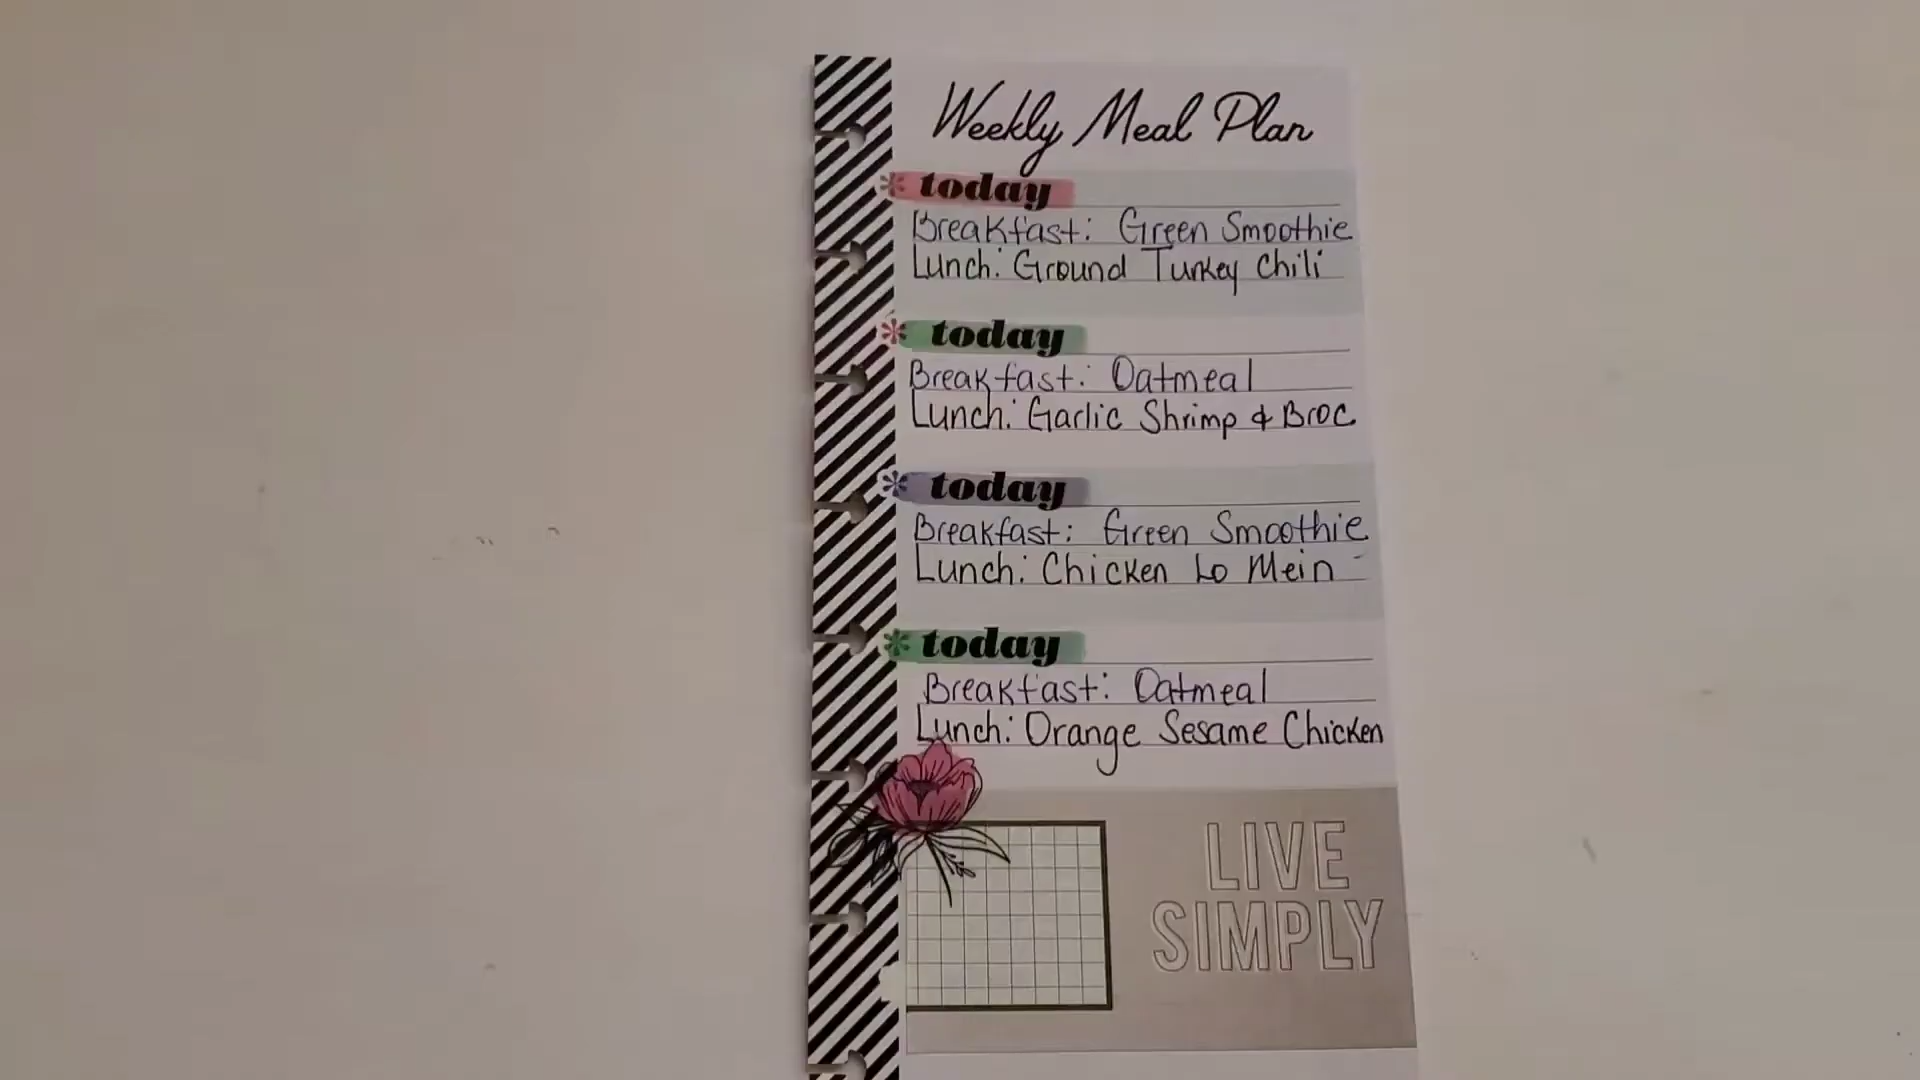 Weekly Meal Plan
today
Breakfast: Green Smoothie
Lunch: Ground Turkey Chili
today
Breakfast: Oatmeal
Lunch: Garlic Shrimp & Broc
today
Breakfast: Green Smoothie
Lunch: Chicken Lo Mein
today
Breakfast: Oatmeal
Lunch: Orange Sesame Chicken
LIVE
SIMPLY